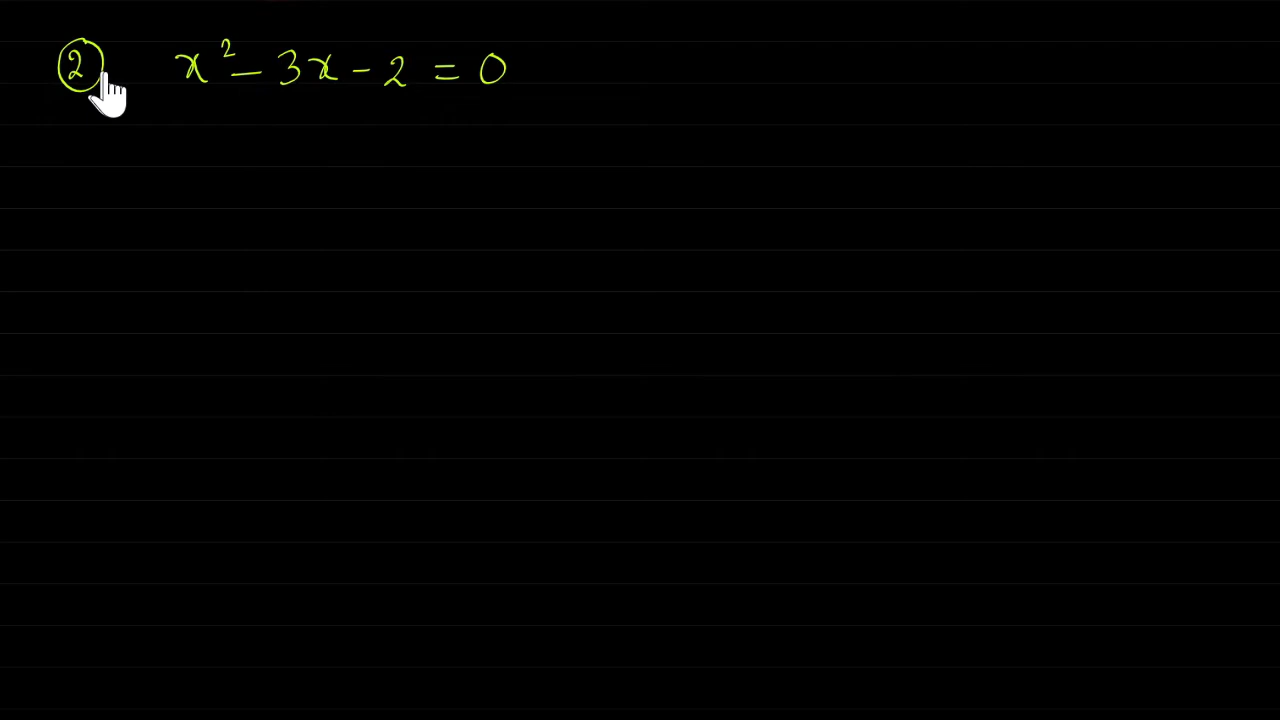 ② x² - 3x - 2 = 0